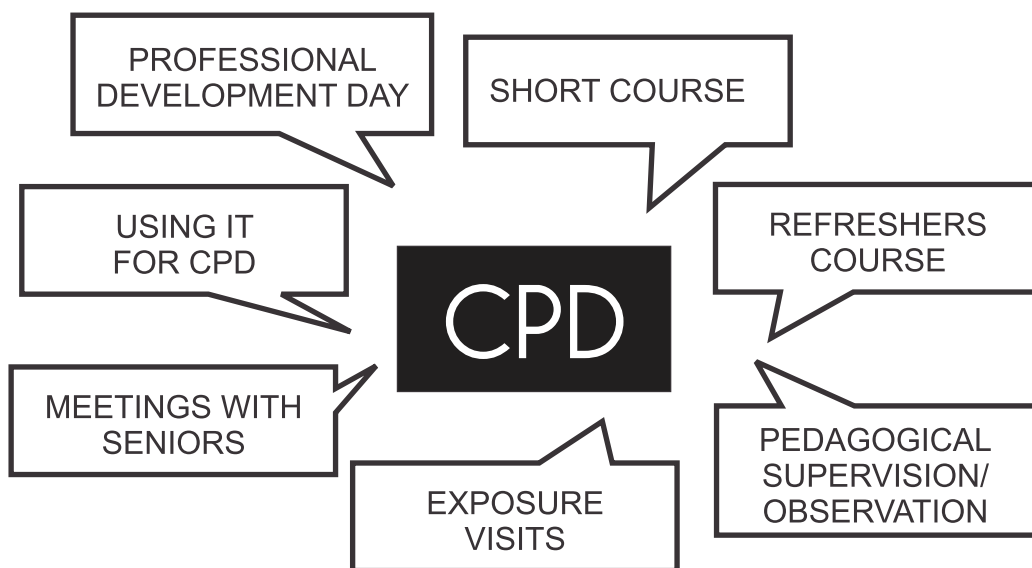 PROFESSIONAL
DEVELOPMENT DAY
SHORT COURSE
USING IT
FOR CPD
REFRESHERS
COURSE
CPD
MEETINGS WITH
SENIORS
PEDAGOGICAL
SUPERVISION/
OBSERVATION
EXPOSURE
VISITS